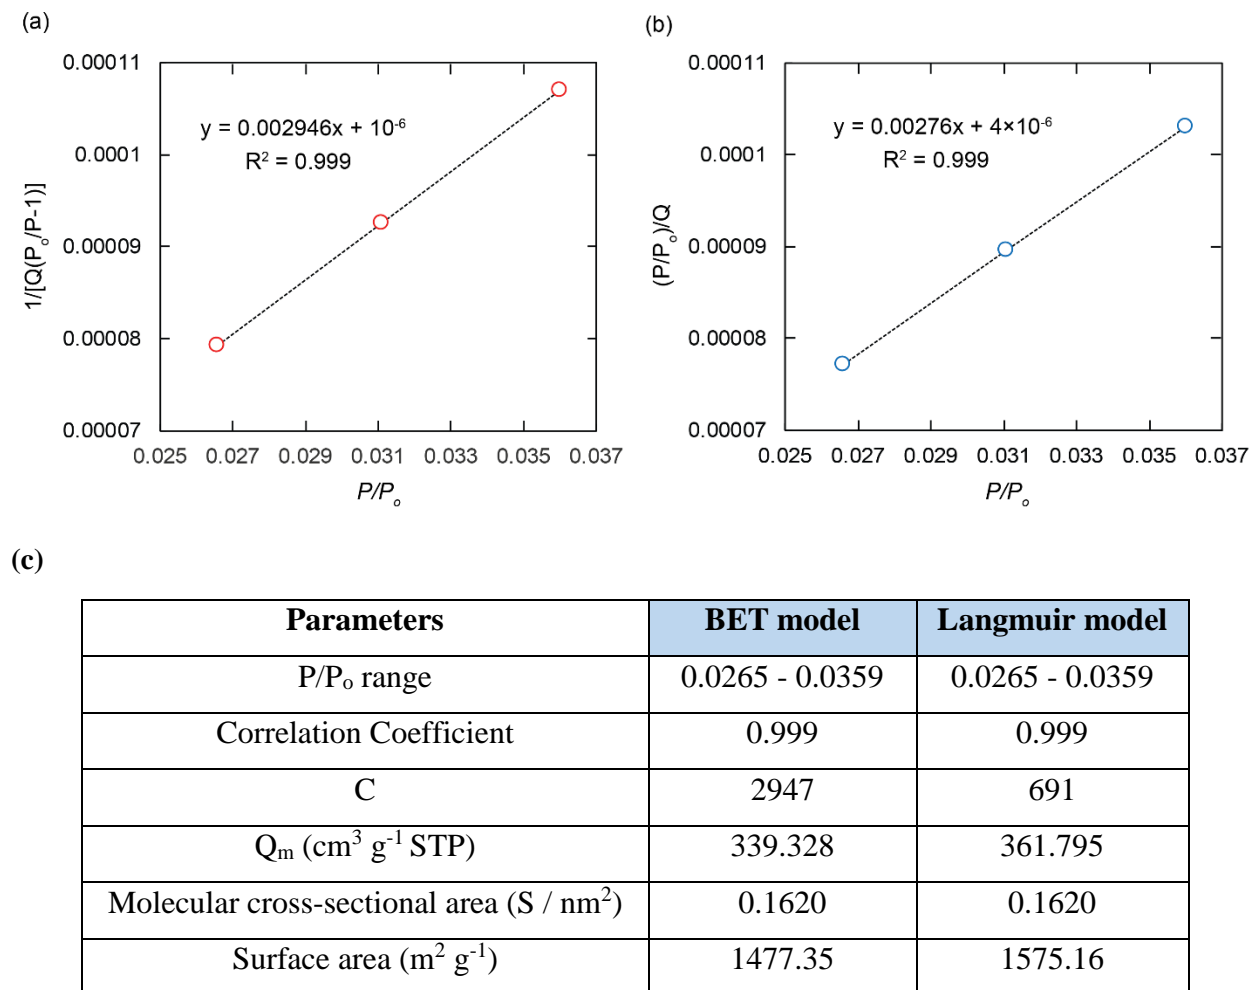 (a)
0.00011
0.0001
0.00009
0.00008
0.00007
1/[Q(Pₒ/P-1)]
y = 0.002946x + 10⁻⁶
R² = 0.999
0.025 0.027 0.029 0.031 0.033 0.035 0.037
P/Pₒ
(b)
0.00011
0.0001
0.00009
0.00008
0.00007
(P/Pₒ)/Q
y = 0.00276x + 4×10⁻⁶
R² = 0.999
0.025 0.027 0.029 0.031 0.033 0.035 0.037
P/Pₒ
(c)
Parameters BET model Langmuir model
P/Pₒ range 0.0265 - 0.0359 0.0265 - 0.0359
Correlation Coefficient 0.999 0.999
C 2947 691
Qₘ (cm³ g⁻¹ STP) 339.328 361.795
Molecular cross-sectional area (S / nm²) 0.1620 0.1620
Surface area (m² g⁻¹) 1477.35 1575.16